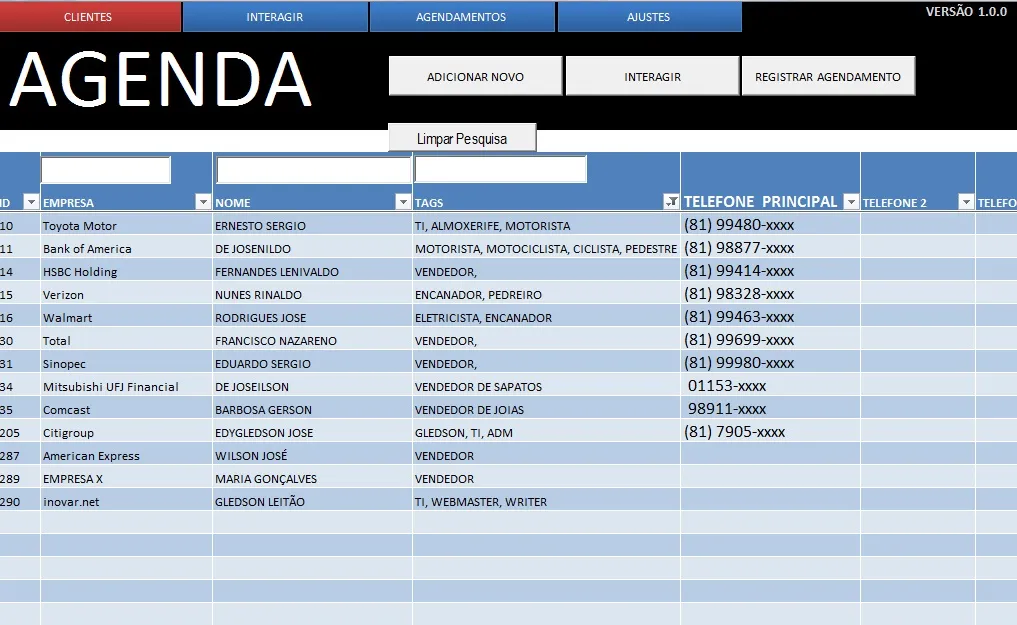 CLIENTES INTERAGIR AGENDAMENTOS AJUSTES VERSÃO 1.0.0
AGENDA
ADICIONAR NOVO INTERAGIR REGISTRAR AGENDAMENTO
Limpar Pesquisa
ID EMPRESA NOME TAGS TELEFONE PRINCIPAL TELEFONE 2 TELEFO
10 Toyota Motor ERNESTO SERGIO TI, ALMOXERIFE, MOTORISTA (81) 99480-xxxx
11 Bank of America DE JOSENILDO MOTORISTA, MOTOCICLISTA, CICLISTA, PEDESTRE (81) 98877-xxxx
14 HSBC Holding FERNANDES LENIVALDO VENDEDOR, (81) 99414-xxxx
15 Verizon NUNES RINALDO ENCANADOR, PEDREIRO (81) 98328-xxxx
16 Walmart RODRIGUES JOSE ELETRICISTA, ENCANADOR (81) 99463-xxxx
30 Total FRANCISCO NAZARENO VENDEDOR, (81) 99699-xxxx
31 Sinopec EDUARDO SERGIO VENDEDOR, (81) 99980-xxxx
34 Mitsubishi UFJ Financial DE JOSEILSON VENDEDOR DE SAPATOS 01153-xxxx
35 Comcast BARBOSA GERSON VENDEDOR DE JOIAS 98911-xxxx
205 Citigroup EDYGLEDSON JOSE GLEDSON, TI, ADM (81) 7905-xxxx
287 American Express WILSON JOSÉ VENDEDOR
289 EMPRESA X MARIA GONÇALVES VENDEDOR
290 inovar.net GLEDSON LEITÃO TI, WEBMASTER, WRITER